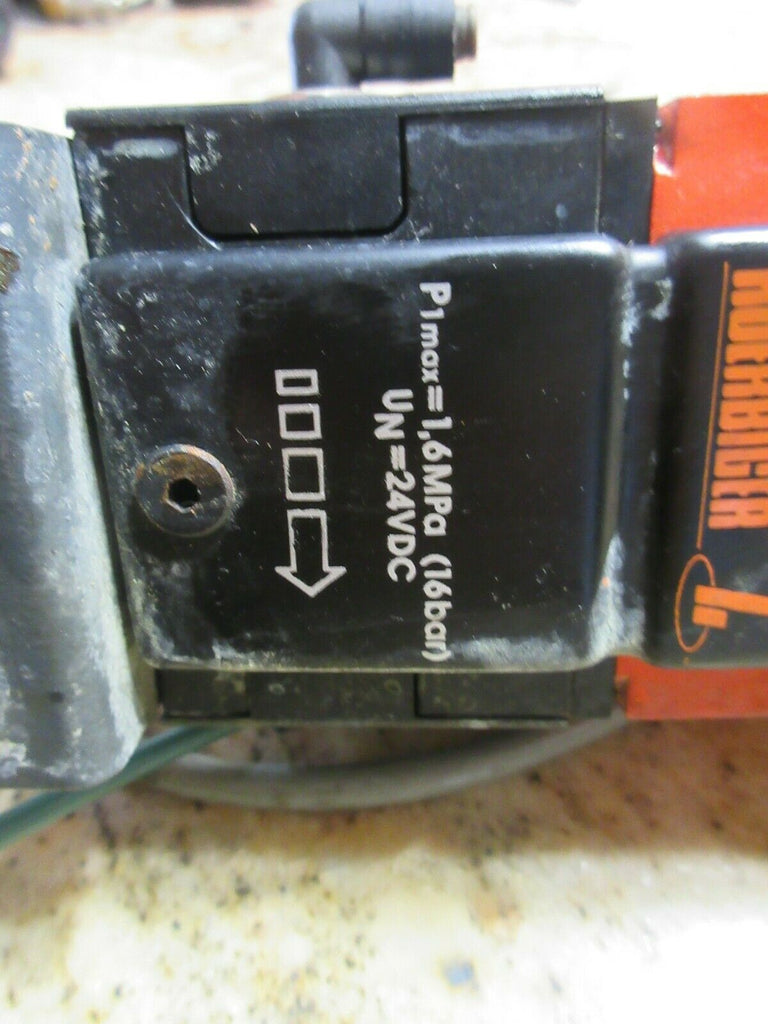 P1max=1,6MPa (16bar)
UN=24VDC
HOERBIGER